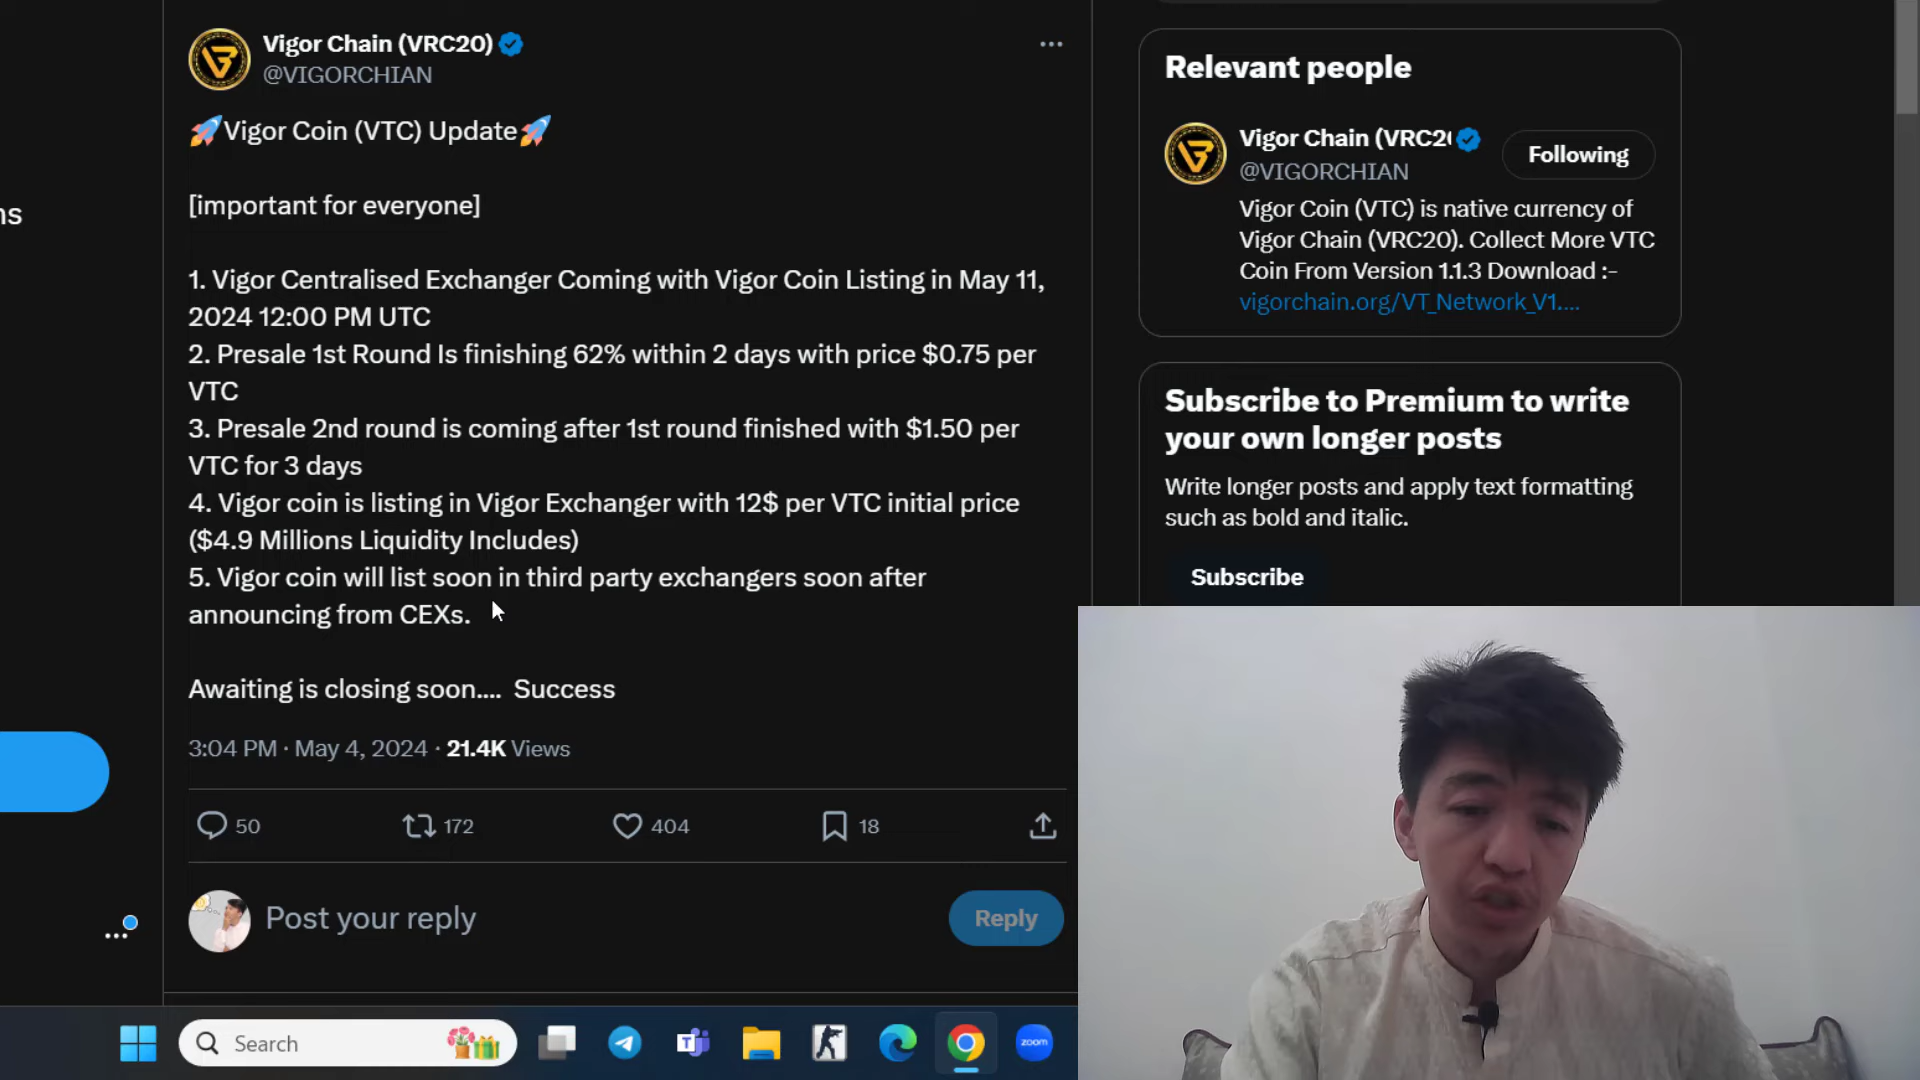 Vigor Chain (VRC20)
@VIGORCHIAN
🚀Vigor Coin (VTC) Update🚀
[important for everyone]
1. Vigor Centralised Exchanger Coming with Vigor Coin Listing in May 11,
2024 12:00 PM UTC
2. Presale 1st Round Is finishing 62% within 2 days with price $0.75 per
VTC
3. Presale 2nd round is coming after 1st round finished with $1.50 per
VTC for 3 days
4. Vigor coin is listing in Vigor Exchanger with 12$ per VTC initial price
($4.9 Millions Liquidity Includes)
5. Vigor coin will list soon in third party exchangers soon after
announcing from CEXs.
Awaiting is closing soon.... Success
3:04 PM · May 4, 2024 · 21.4K Views
50 172 404 18
Post your reply
Reply
Relevant people
Vigor Chain (VRC2
Following
@VIGORCHIAN
Vigor Coin (VTC) is native currency of
Vigor Chain (VRC20). Collect More VTC
Coin From Version 1.1.3 Download :-
vigorchain.org/VT_Network_V1....
Subscribe to Premium to write
your own longer posts
Write longer posts and apply text formatting
such as bold and italic.
Subscribe
ns
Search
zoom